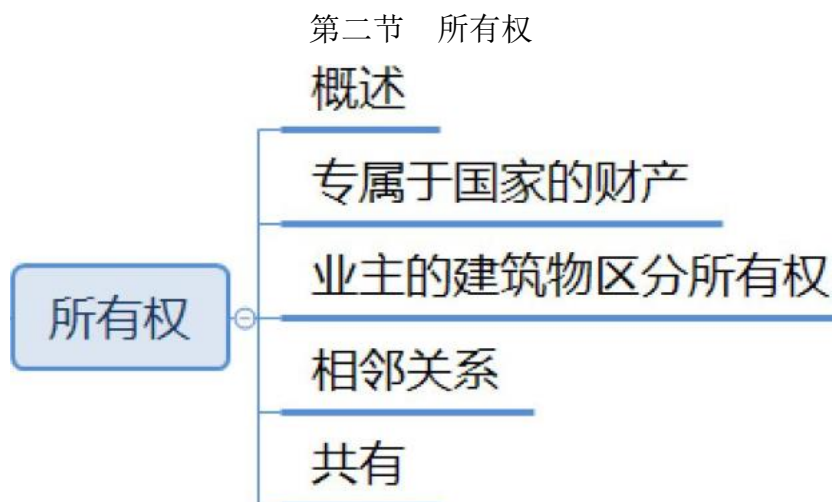 第二节　所有权
概述
专属于国家的财产
业主的建筑物区分所有权
所有权
相邻关系
共有